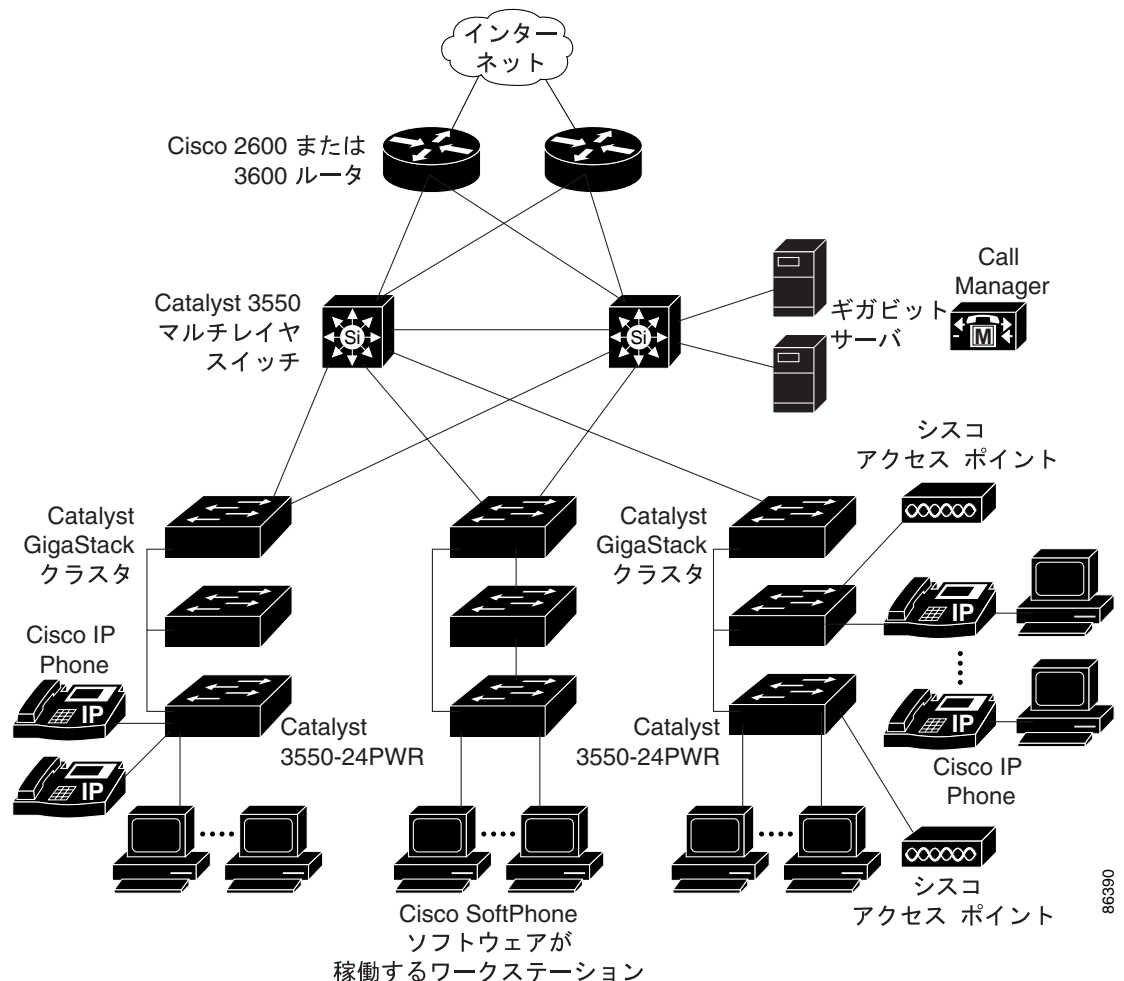 インター
ネット
Cisco 2600 または
3600 ルータ
Catalyst 3550
マルチレイヤ
スイッチ
Si
Si
ギガビット
サーバ
Call
Manager
M
シスコ
アクセス ポイント
Catalyst
GigaStack
クラスタ
Catalyst
GigaStack
クラスタ
IP
Cisco IP
Phone
IP
IP
Catalyst
3550-24PWR
Catalyst
3550-24PWR
IP
Cisco IP
Phone
シスコ
アクセス ポイント
Cisco SoftPhone
ソフトウェアが
稼働するワークステーション
86390